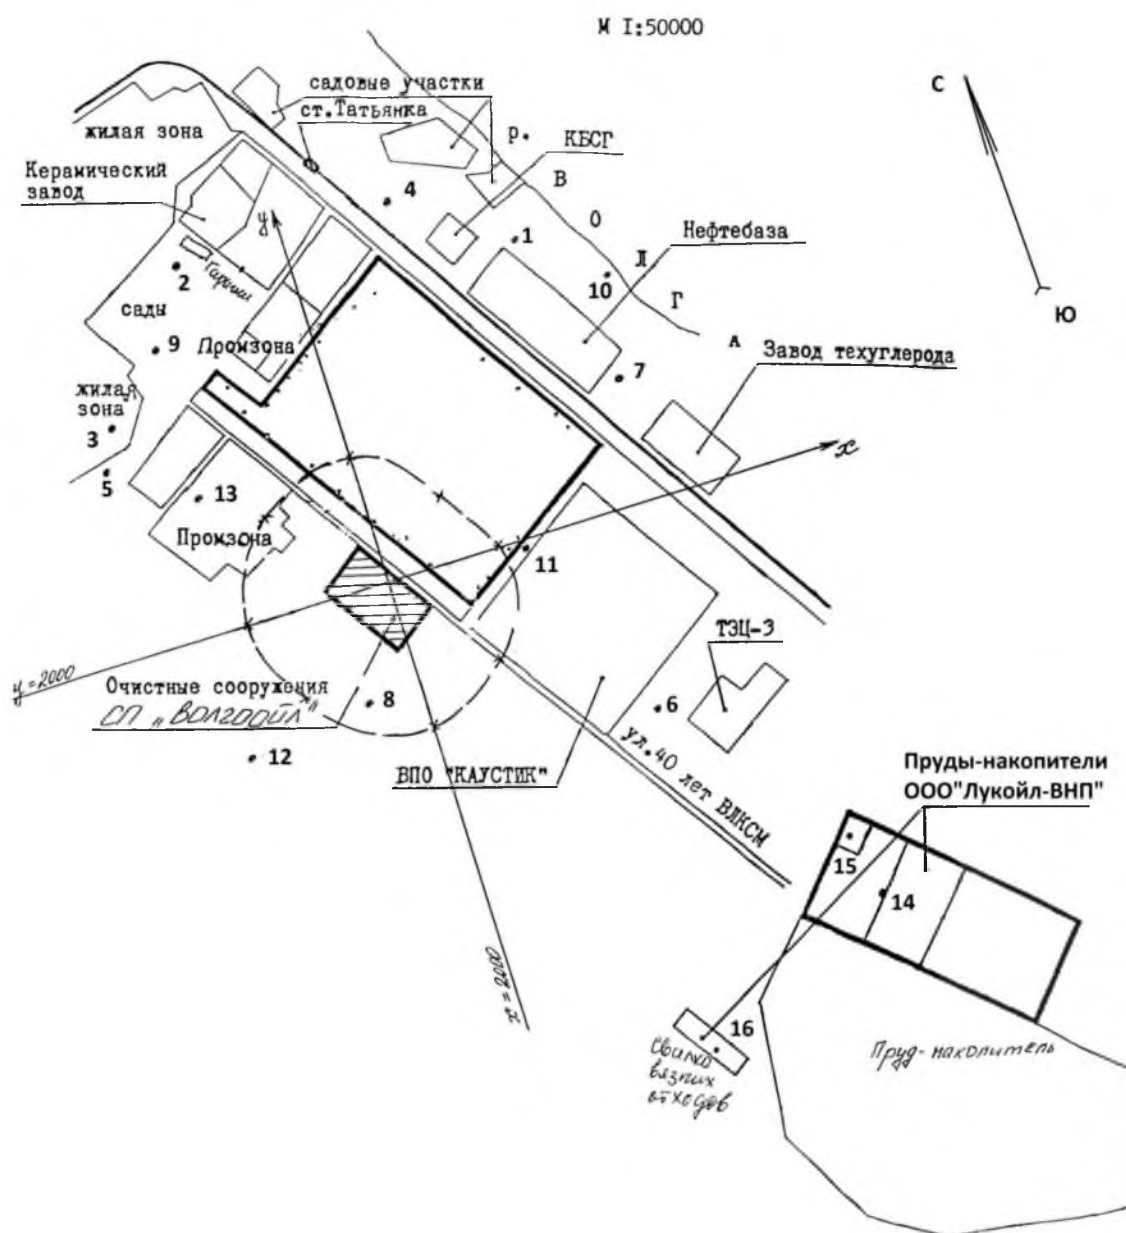 М I:50000
садовые участки
ст.Татьянка
жилая зона
р.
КБСГ
С
Керамический
завод
4
В
О
Л
Г
А
у
1
Нефтебаза
2
Гаражи
10
Ю
сады
9
Промзона
7
Завод техуглерода
жилая
зона
3
х
5
13
Промзона
11
ТЭЦ-3
у=2000
Очистные сооружения
СП "ВОЛГООЙЛ"
8
6
12
ВПО "КАУСТИК"
ул.40 лет ВЛКСМ
Пруды-накопители
ООО"Лукойл-ВНП"
15
14
х=2000
16
Свалка
вязких
отходов
Пруд-накопитель